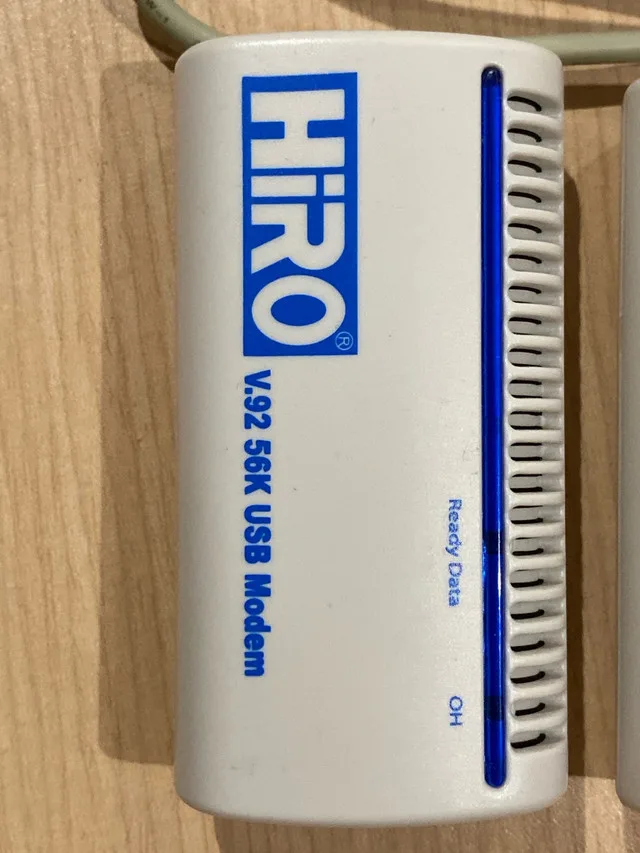 Ready Data OH
HiRO®
V.92 56K USB Modem